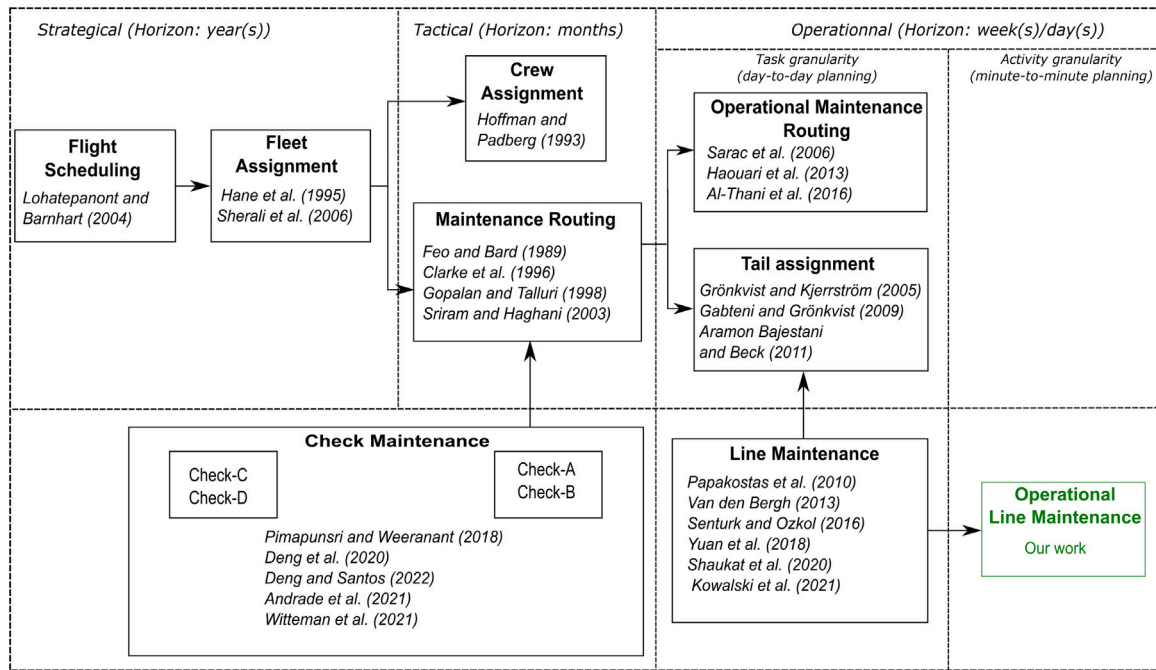 Strategical (Horizon: year(s))
Tactical (Horizon: months)
Operationnal (Horizon: week(s)/day(s))
Task granularity
(day-to-day planning)
Activity granularity
(minute-to-minute planning)
Flight
Scheduling
Lohatepanont and
Barnhart (2004)
Fleet
Assignment
Hane et al. (1995)
Sherali et al. (2006)
Crew
Assignment
Hoffman and
Padberg (1993)
Maintenance Routing
Feo and Bard (1989)
Clarke et al. (1996)
Gopalan and Talluri (1998)
Sriram and Haghani (2003)
Operational Maintenance
Routing
Sarac et al. (2006)
Haouari et al. (2013)
Al-Thani et al. (2016)
Tail assignment
Grönkvist and Kjerrström (2005)
Gabteni and Grönkvist (2009)
Aramon Bajestani
and Beck (2011)
Check Maintenance
Check-C
Check-D
Check-A
Check-B
Pimapunsri and Weeranant (2018)
Deng et al. (2020)
Deng and Santos (2022)
Andrade et al. (2021)
Witteman et al. (2021)
Line Maintenance
Papakostas et al. (2010)
Van den Bergh (2013)
Senturk and Ozkol (2016)
Yuan et al. (2018)
Shaukat et al. (2020)
Kowalski et al. (2021)
Operational
Line Maintenance
Our work